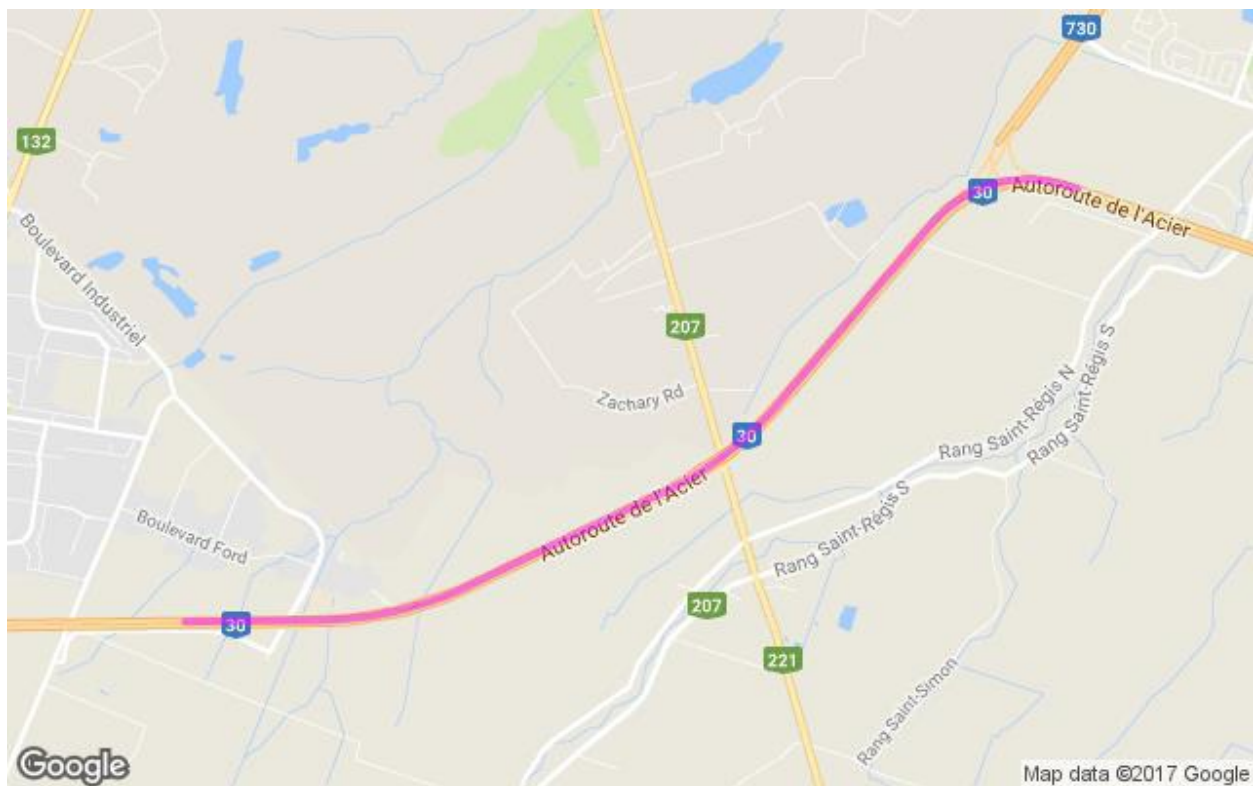 730
132
30
Autoroute de l'Acier
Boulevard Industriel
207
Zachary Rd
30
Rang Saint-Régis N
Rang Saint-Régis S
Autoroute de l'Acier
Boulevard Ford
Rang Saint-Régis S
207
30
221
Rang Saint-Simon
Google
Map data ©2017 Google